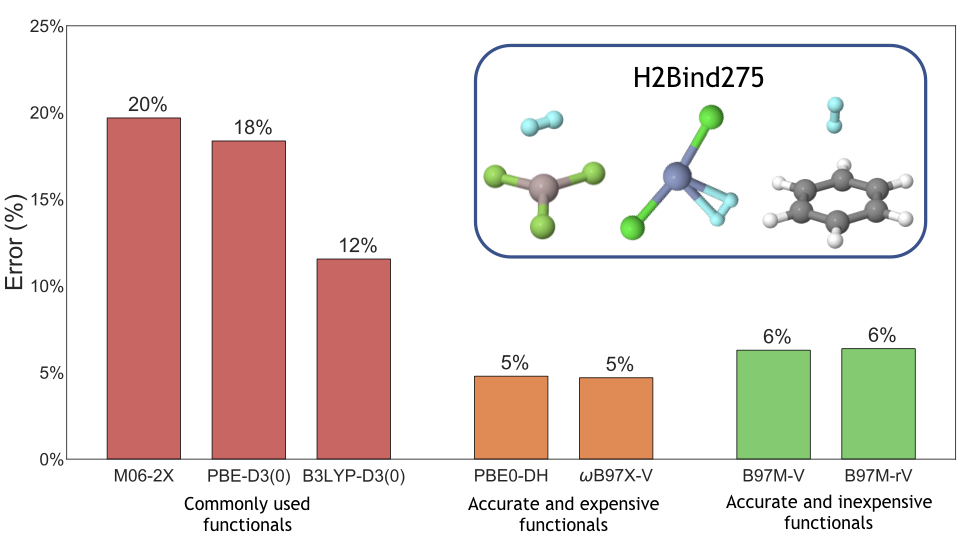 25%
20%
15%
10%
5%
0%
Error (%)
H2Bind275
20%
18%
12%
5%
5%
6%
6%
M06-2X
PBE-D3(0)
B3LYP-D3(0)
PBE0-DH
ωB97X-V
B97M-V
B97M-rV
Commonly used
functionals
Accurate and expensive
functionals
Accurate and inexpensive
functionals